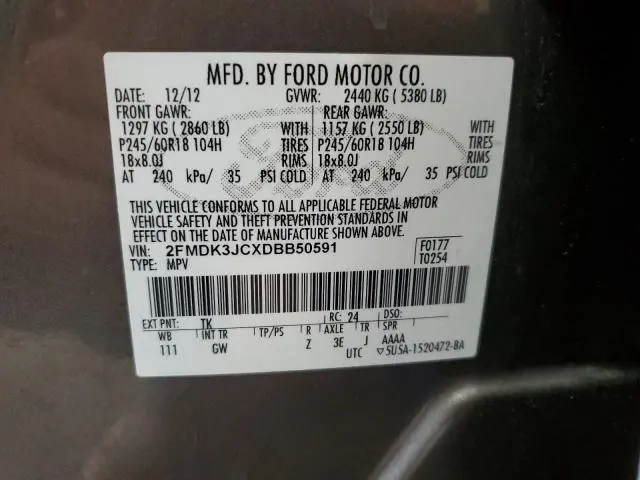 MFD. BY FORD MOTOR CO.
DATE: 12/12 GVWR: 2440 KG ( 5380 LB)
FRONT GAWR: REAR GAWR:
1297 KG ( 2860 LB) WITH 1157 KG ( 2550 LB) WITH
P245/60R18 104H TIRES P245/60R18 104H TIRES
18x8.0J RIMS 18x8.0J RIMS
AT 240 kPa/ 35 PSI COLD AT 240 kPa/ 35 PSI COLD
THIS VEHICLE CONFORMS TO ALL APPLICABLE FEDERAL MOTOR
VEHICLE SAFETY AND THEFT PREVENTION STANDARDS IN
EFFECT ON THE DATE OF MANUFACTURE SHOWN ABOVE.
VIN: 2FMDK3JCXDBB50591 F0177
TYPE: MPV T0254
EXT PNT: TK RC: 24 DSO:
WB INT TR TP/PS R AXLE TR SPR
111 GW Z 3E J AAAA
UTC ▽5U5A-1520472-BA
Ford